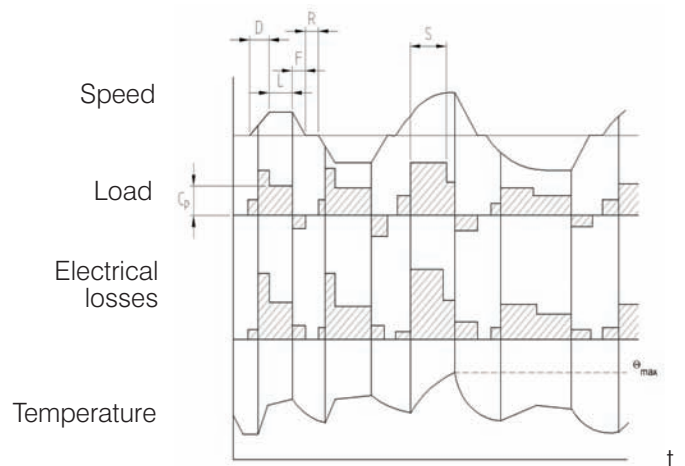 D
R
F
L
S
Speed
Load
Cp
Electrical
losses
Θmax
Temperature
t